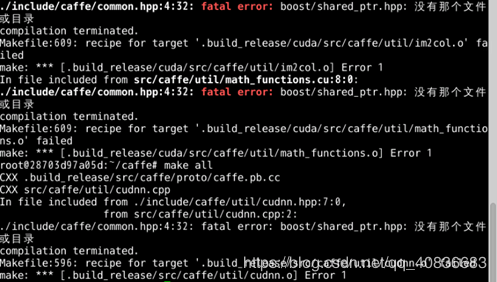 ./include/caffe/common.hpp:4:32: fatal error: boost/shared_ptr.hpp: 没有那个文件
或目录
compilation terminated.
Makefile:609: recipe for target '.build_release/cuda/src/caffe/util/im2col.o' fa
iled
make: *** [.build_release/cuda/src/caffe/util/im2col.o] Error 1
In file included from src/caffe/util/math_functions.cu:8:0:
./include/caffe/common.hpp:4:32: fatal error: boost/shared_ptr.hpp: 没有那个文件
或目录
compilation terminated.
Makefile:609: recipe for target '.build_release/cuda/src/caffe/util/math_functio
ns.o' failed
make: *** [.build_release/cuda/src/caffe/util/math_functions.o] Error 1
root@28703d97a05d:~/caffe# make all
CXX .build_release/src/caffe/proto/caffe.pb.cc
CXX src/caffe/util/cudnn.cpp
In file included from ./include/caffe/util/cudnn.hpp:7:0,
from src/caffe/util/cudnn.cpp:2:
./include/caffe/common.hpp:4:32: fatal error: boost/shared_ptr.hpp: 没有那个文件
或目录
compilation terminated.
Makefile:596: recipe for target '.build_release/src/caffe/util/cudnn.o' failed
make: *** [.build_release/src/caffe/util/cudnn.o] Error 1
https://blog.csdn.net/qq_40836683